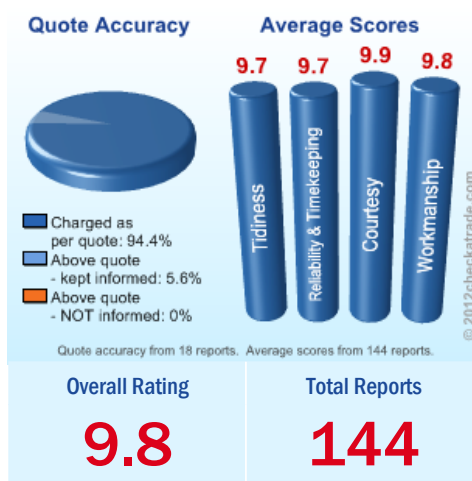 Quote Accuracy
Average Scores
9.7
9.7
9.9
9.8
Tidiness
Reliability & Timekeeping
Courtesy
Workmanship
Charged as
per quote: 94.4%
Above quote
- kept informed: 5.6%
Above quote
- NOT informed: 0%
© 2012checkatrade.com
Quote accuracy from 18 reports. Average scores from 144 reports.
Overall Rating
9.8
Total Reports
144